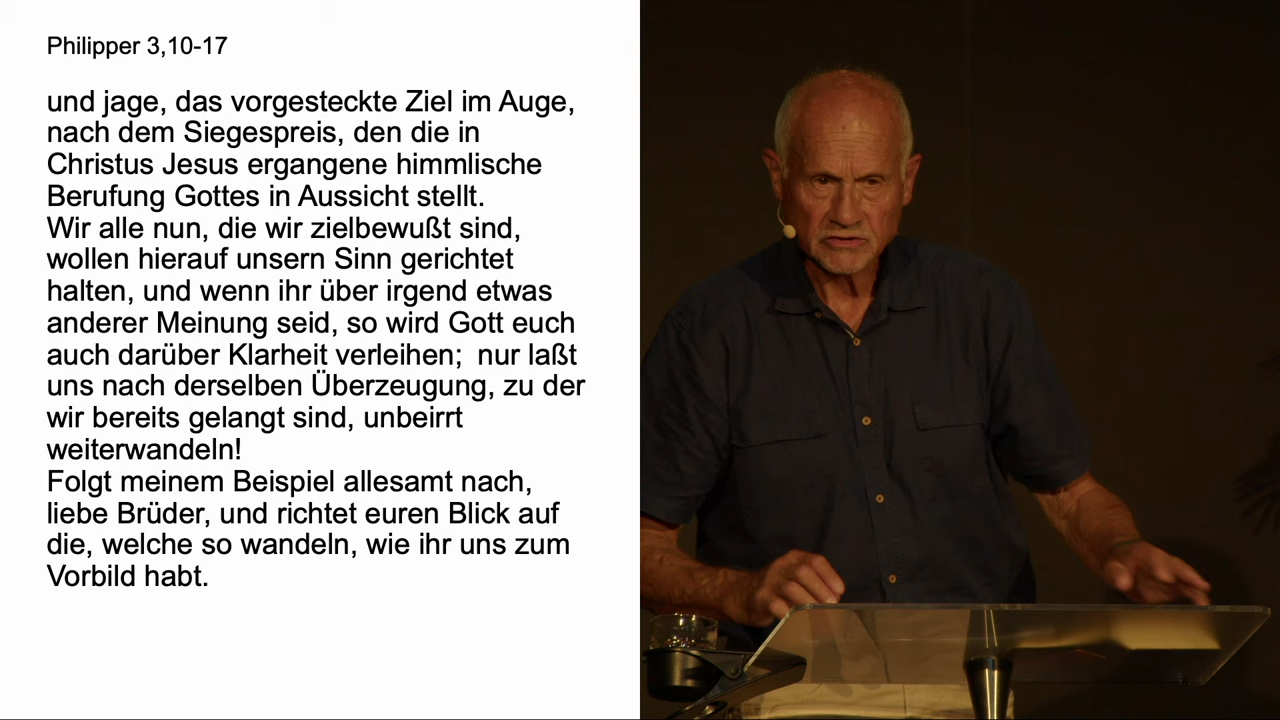 Philipper 3,10-17
und jage, das vorgesteckte Ziel im Auge,
nach dem Siegespreis, den die in
Christus Jesus ergangene himmlische
Berufung Gottes in Aussicht stellt.
Wir alle nun, die wir zielbewußt sind,
wollen hierauf unsern Sinn gerichtet
halten, und wenn ihr über irgend etwas
anderer Meinung seid, so wird Gott euch
auch darüber Klarheit verleihen;  nur laßt
uns nach derselben Überzeugung, zu der
wir bereits gelangt sind, unbeirrt
weiterwandeln!
Folgt meinem Beispiel allesamt nach,
liebe Brüder, und richtet euren Blick auf
die, welche so wandeln, wie ihr uns zum
Vorbild habt.